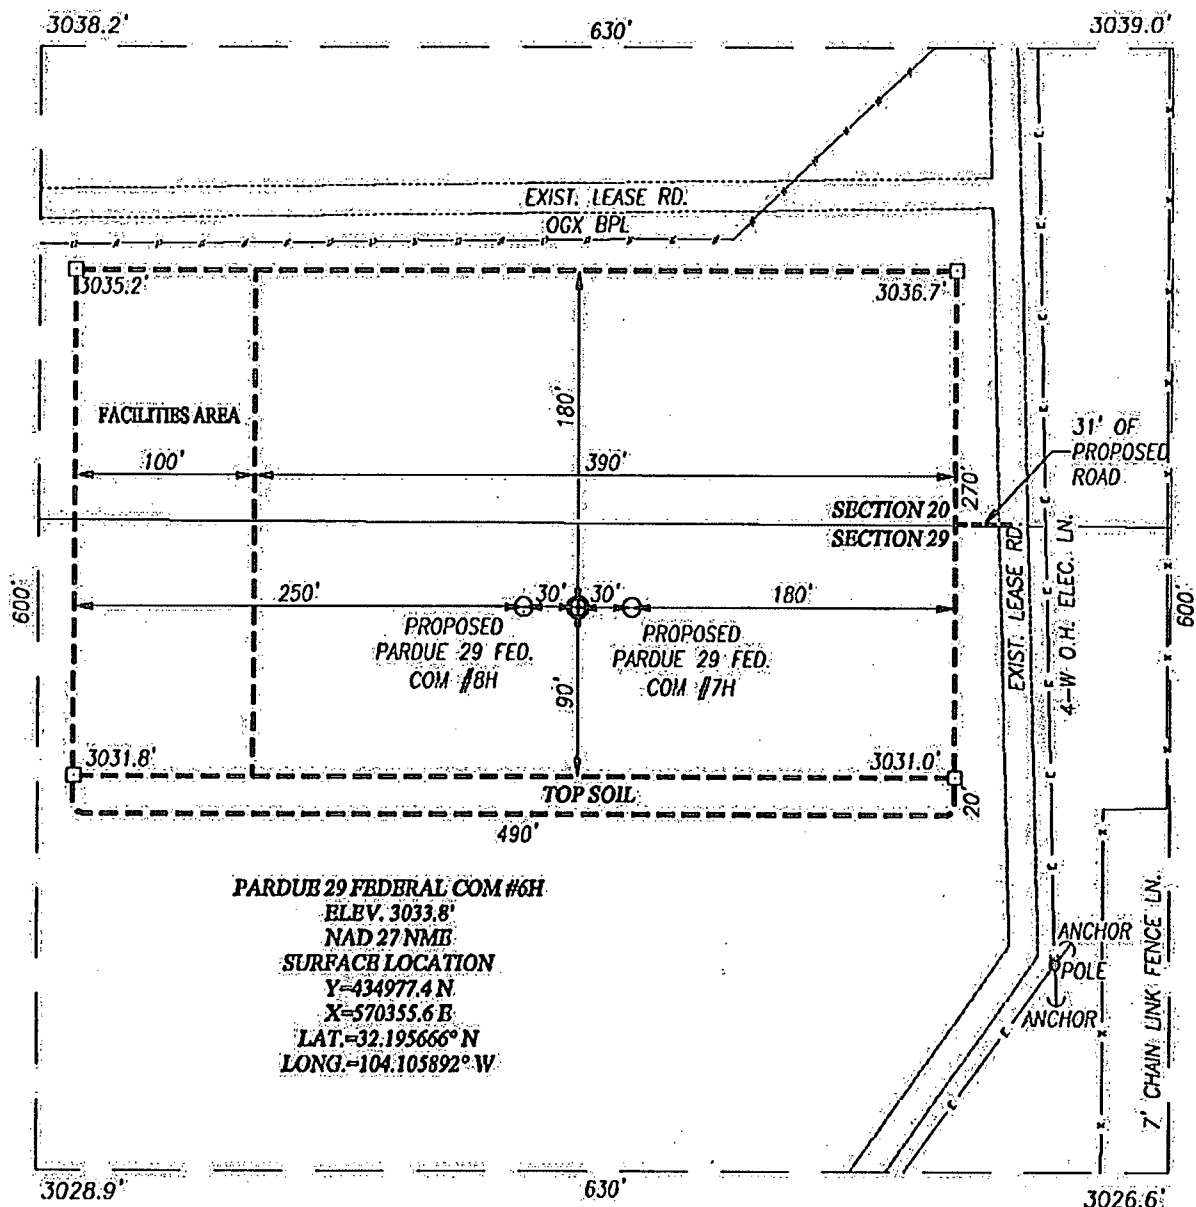 3038.2'
630'
3039.0'
EXIST. LEASE RD.
OGX BPL
3035.2'
3036.7'
180'
FACILITIES AREA
100'
390'
270'
31' OF
PROPOSED
ROAD
SECTION 20
SECTION 29
600'
250'
30'
30'
180'
600'
PROPOSED
PARDUE 29 FED.
COM #8H
PROPOSED
PARDUE 29 FED.
COM #7H
90'
EXIST. LEASE RD.
4-W O.H. ELEC. LN.
3031.8'
3031.0'
TOP SOIL
20'
490'
PARDUE 29 FEDERAL COM #6H
ELEV. 3033.8'
NAD 27 NME
SURFACE LOCATION
Y=434977.4 N
X=570355.6 E
LAT.=32.195666° N
LONG.=104.105892° W
ANCHOR
POLE
ANCHOR
7' CHAIN LINK FENCE LN.
3028.9'
630'
3026.6'